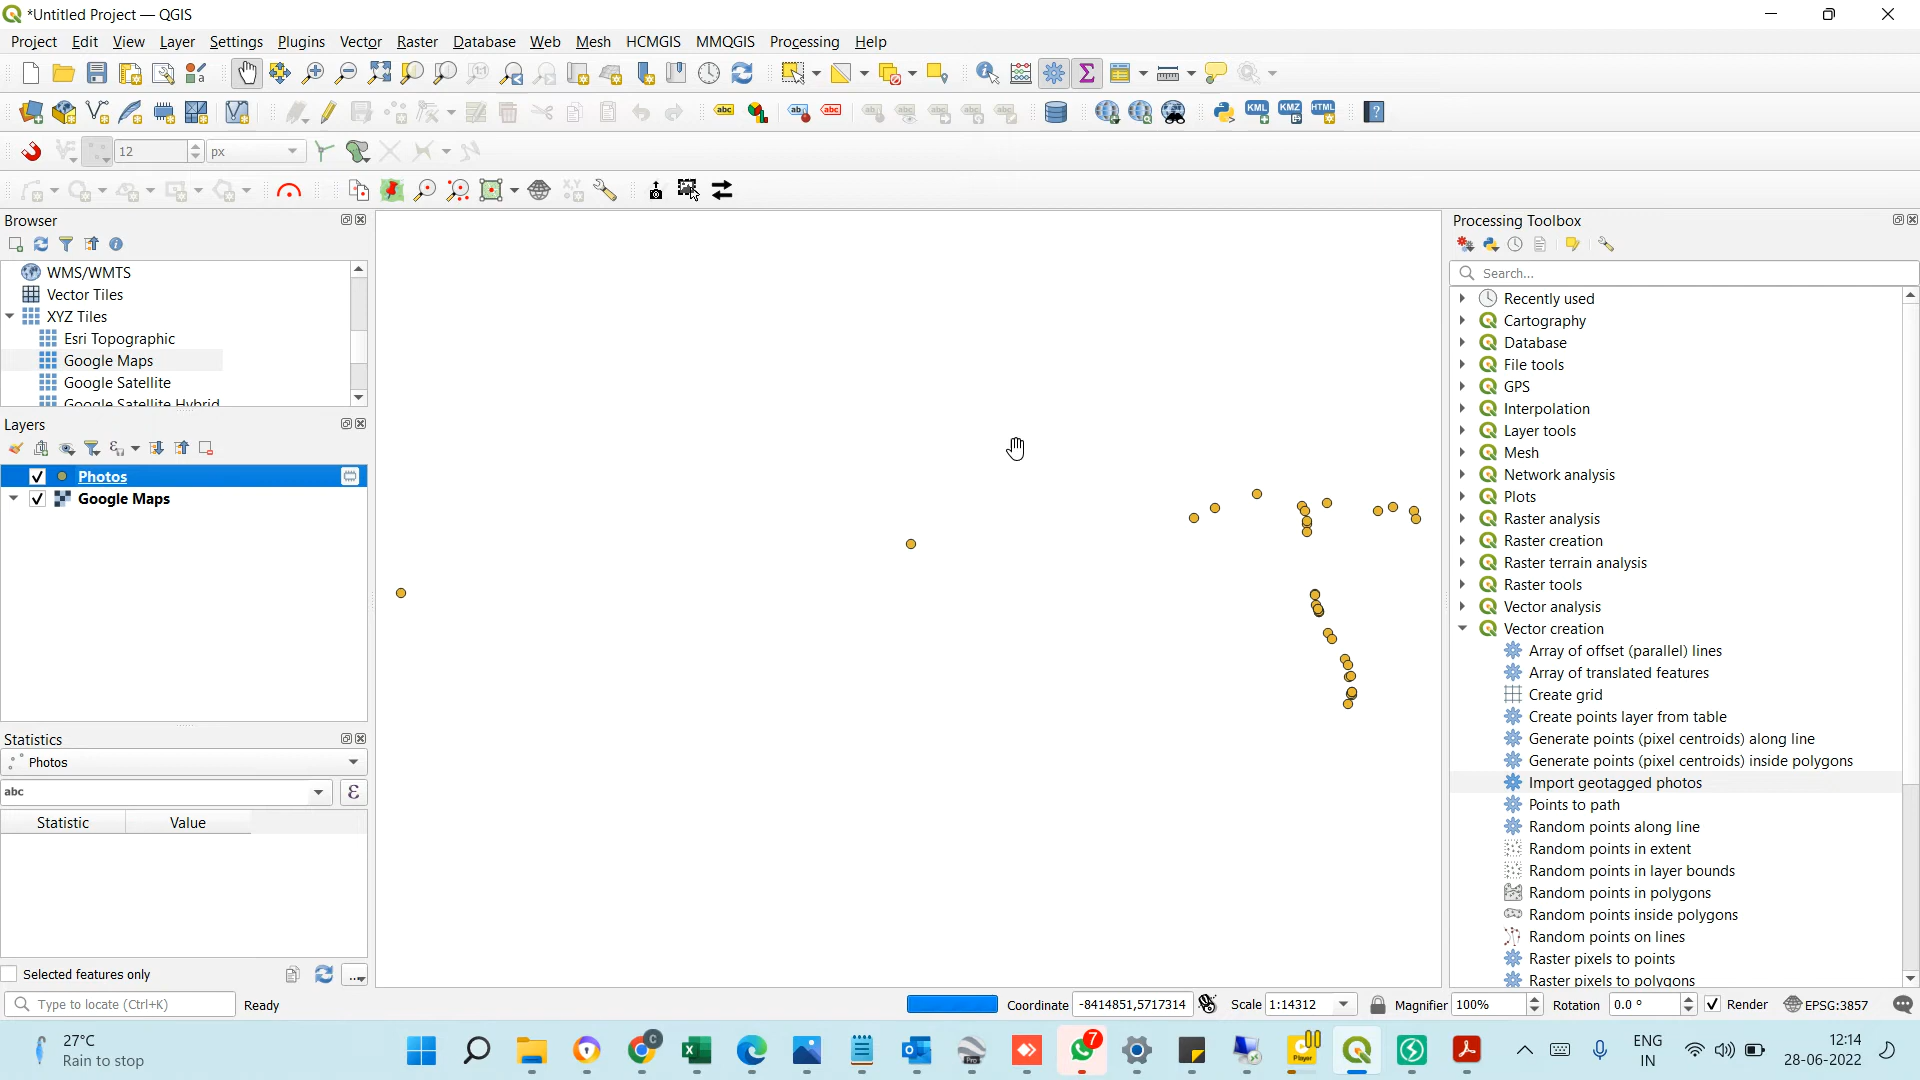 *Untitled Project — QGIS
Project Edit View Layer Settings Plugins Vector Raster Database Web Mesh HCMGIS MMQGIS Processing Help
12 px
Browser
WMS/WMTS
Vector Tiles
XYZ Tiles
Esri Topographic
Google Maps
Google Satellite
Google Satellite Hybrid
Layers
Photos
Google Maps
Statistics
Photos
abc
Statistic Value
Selected features only
Processing Toolbox
Search...
Recently used
Cartography
Database
File tools
GPS
Interpolation
Layer tools
Mesh
Network analysis
Plots
Raster analysis
Raster creation
Raster terrain analysis
Raster tools
Vector analysis
Vector creation
Array of offset (parallel) lines
Array of translated features
Create grid
Create points layer from table
Generate points (pixel centroids) along line
Generate points (pixel centroids) inside polygons
Import geotagged photos
Points to path
Random points along line
Random points in extent
Random points in layer bounds
Random points in polygons
Random points inside polygons
Random points on lines
Raster pixels to points
Raster pixels to polygons
Type to locate (Ctrl+K) Ready Coordinate -8414851,5717314 Scale 1:14312 Magnifier 100% Rotation 0.0 ° Render EPSG:3857
27°C
Rain to stop
7
ENG
IN
12:14
28-06-2022